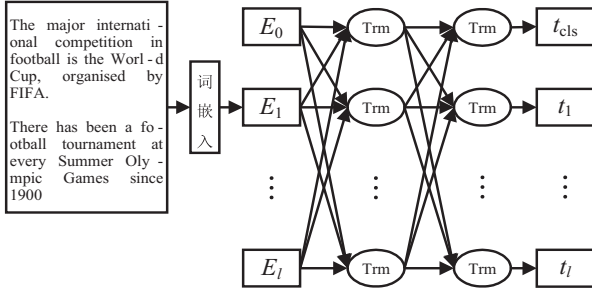 The major internati-
onal competition in
football is the Worl-d
Cup, organised by
FIFA.
There has been a fo-
otball tournament at
every Summer Oly-
mpic Games since
1900
词
嵌
入
E0 Trm Trm tcls
E1 Trm Trm t1
⋮ ⋮ ⋮ ⋮
El Trm Trm tl